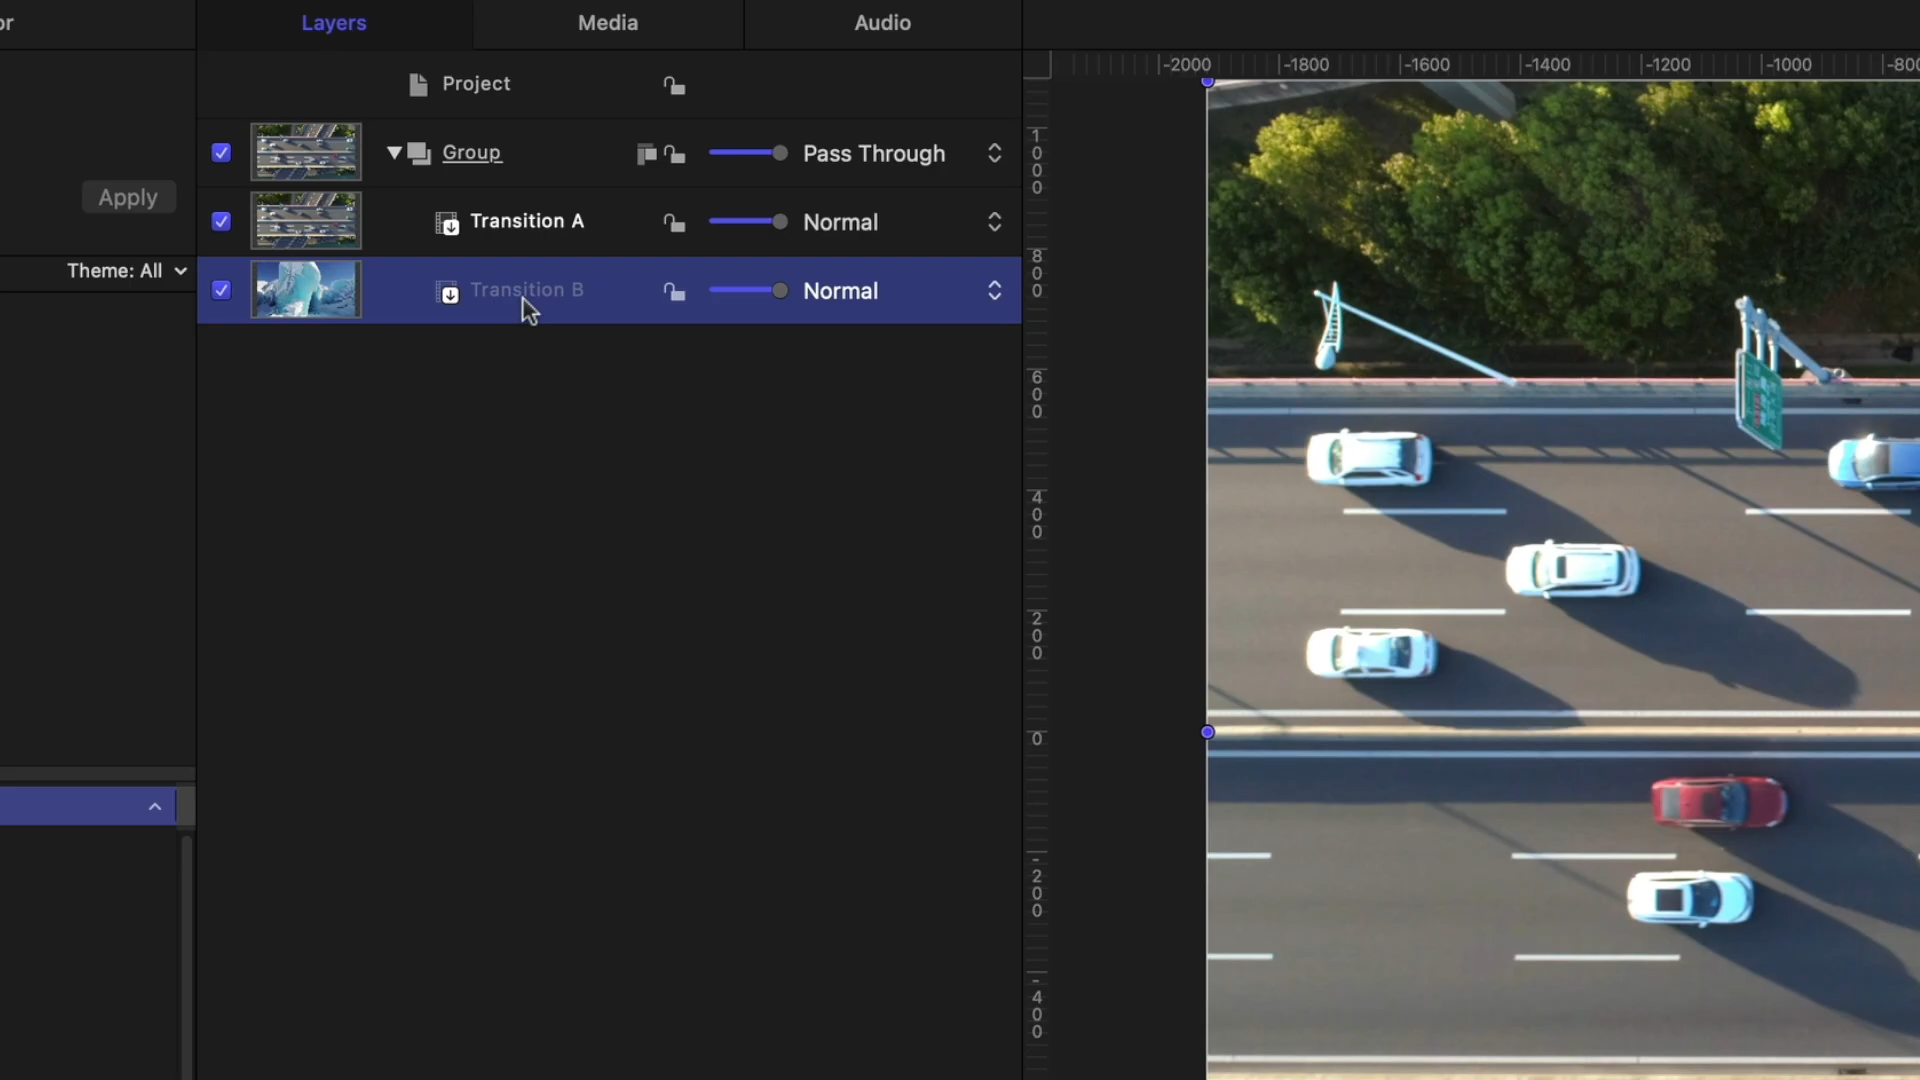 or
Layers
Media
Audio
-2000
-1800
-1600
-1400
-1200
-1000
-800
Project
Group
Pass Through
Transition A
Normal
Transition B
Normal
Apply
Theme: All
1000
800
600
400
200
0
-200
-400